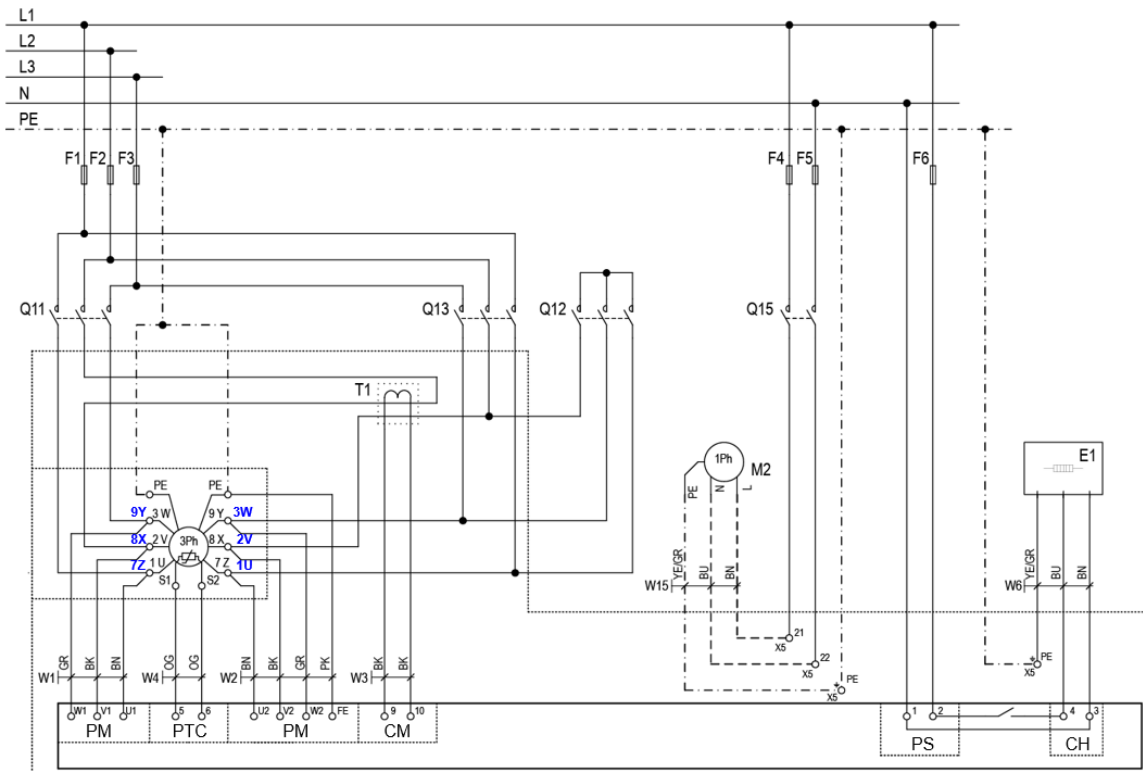 L1
L2
L3
N
PE
F1 F2 F3 F4 F5 F6
Q11 Q13 Q12 Q15
T1
1Ph M2 E1
PE N L
PE PE
9Y 3 W 9 Y 3W
8X 2 V 3Ph 8 X 2V
7Z 1 U 7 Z 1U
S1 S2
W15 YE/GR BU BN W6 YE/GR BU BN
21
X5
22
X5
PE
X5
PE
X5
W1 GR BK BN W4 OG OG W2 BN BK GR PK W3 BK BK
W1 V1 U1 5 6 U2 V2 W2 FE 9 10 1 2 4 3
PM PTC PM CM PS CH